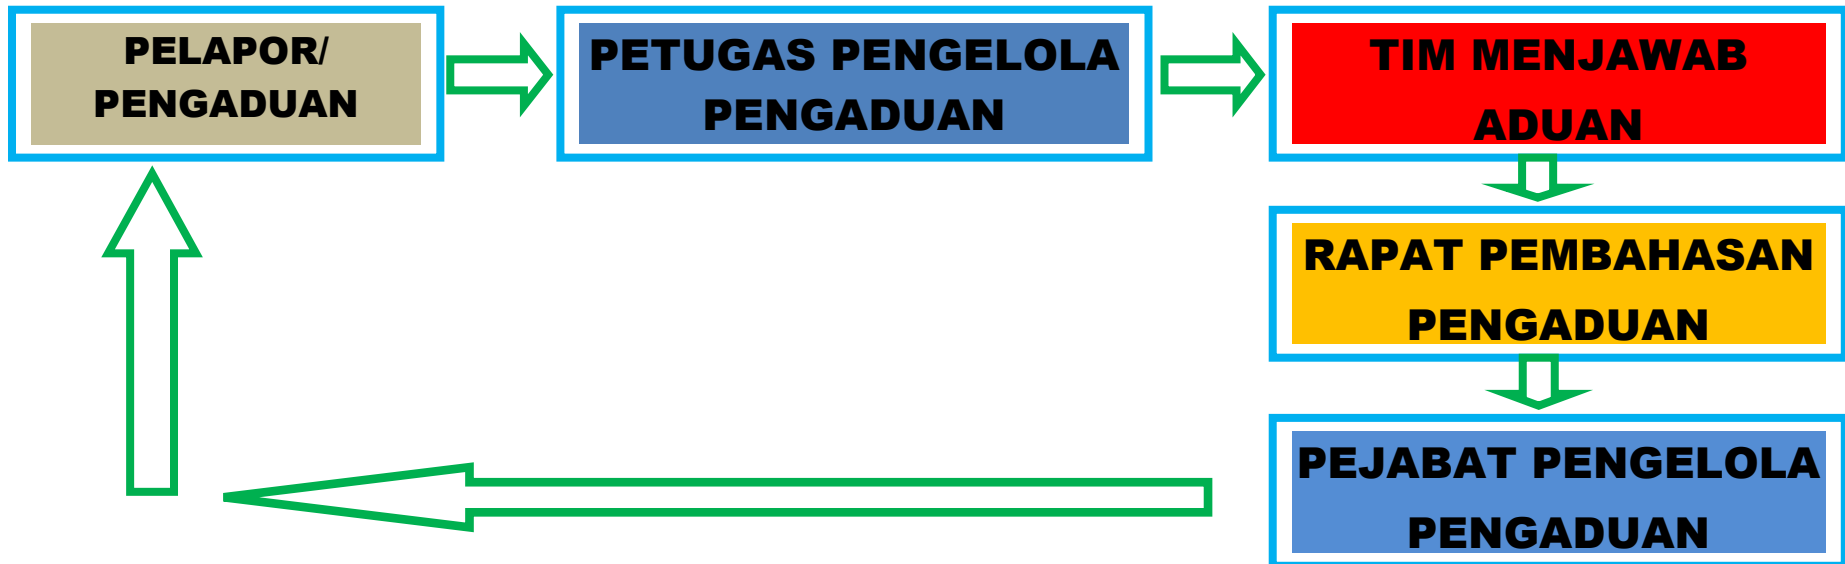 PELAPOR/
PENGADUAN
PETUGAS PENGELOLA
PENGADUAN
TIM MENJAWAB
ADUAN
RAPAT PEMBAHASAN
PENGADUAN
PEJABAT PENGELOLA
PENGADUAN